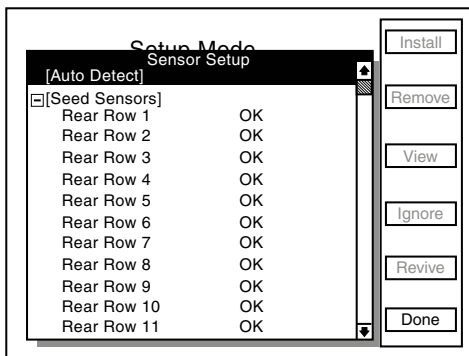 Setup Mode
Sensor Setup
[Auto Detect]
[Seed Sensors]
Rear Row 1 OK
Rear Row 2 OK
Rear Row 3 OK
Rear Row 4 OK
Rear Row 5 OK
Rear Row 6 OK
Rear Row 7 OK
Rear Row 8 OK
Rear Row 9 OK
Rear Row 10 OK
Rear Row 11 OK
Install
Remove
View
Ignore
Revive
Done